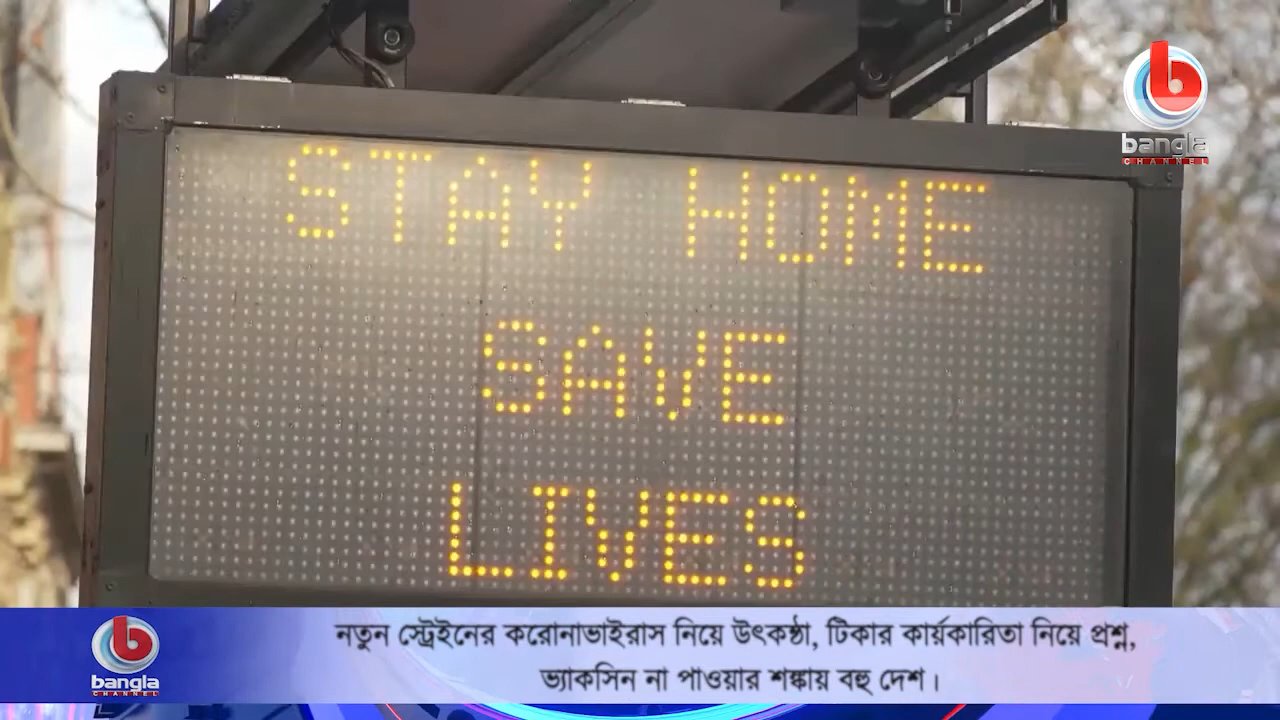 bangla
CHANNEL
STAY HOME
SAVE
LIVES
bangla
CHANNEL
নতুন স্ট্রেইনের করোনাভাইরাস নিয়ে উৎকণ্ঠা, টিকার কার্যকারিতা নিয়ে প্রশ্ন,
ভ্যাকসিন না পাওয়ার শঙ্কায় বহু দেশ।